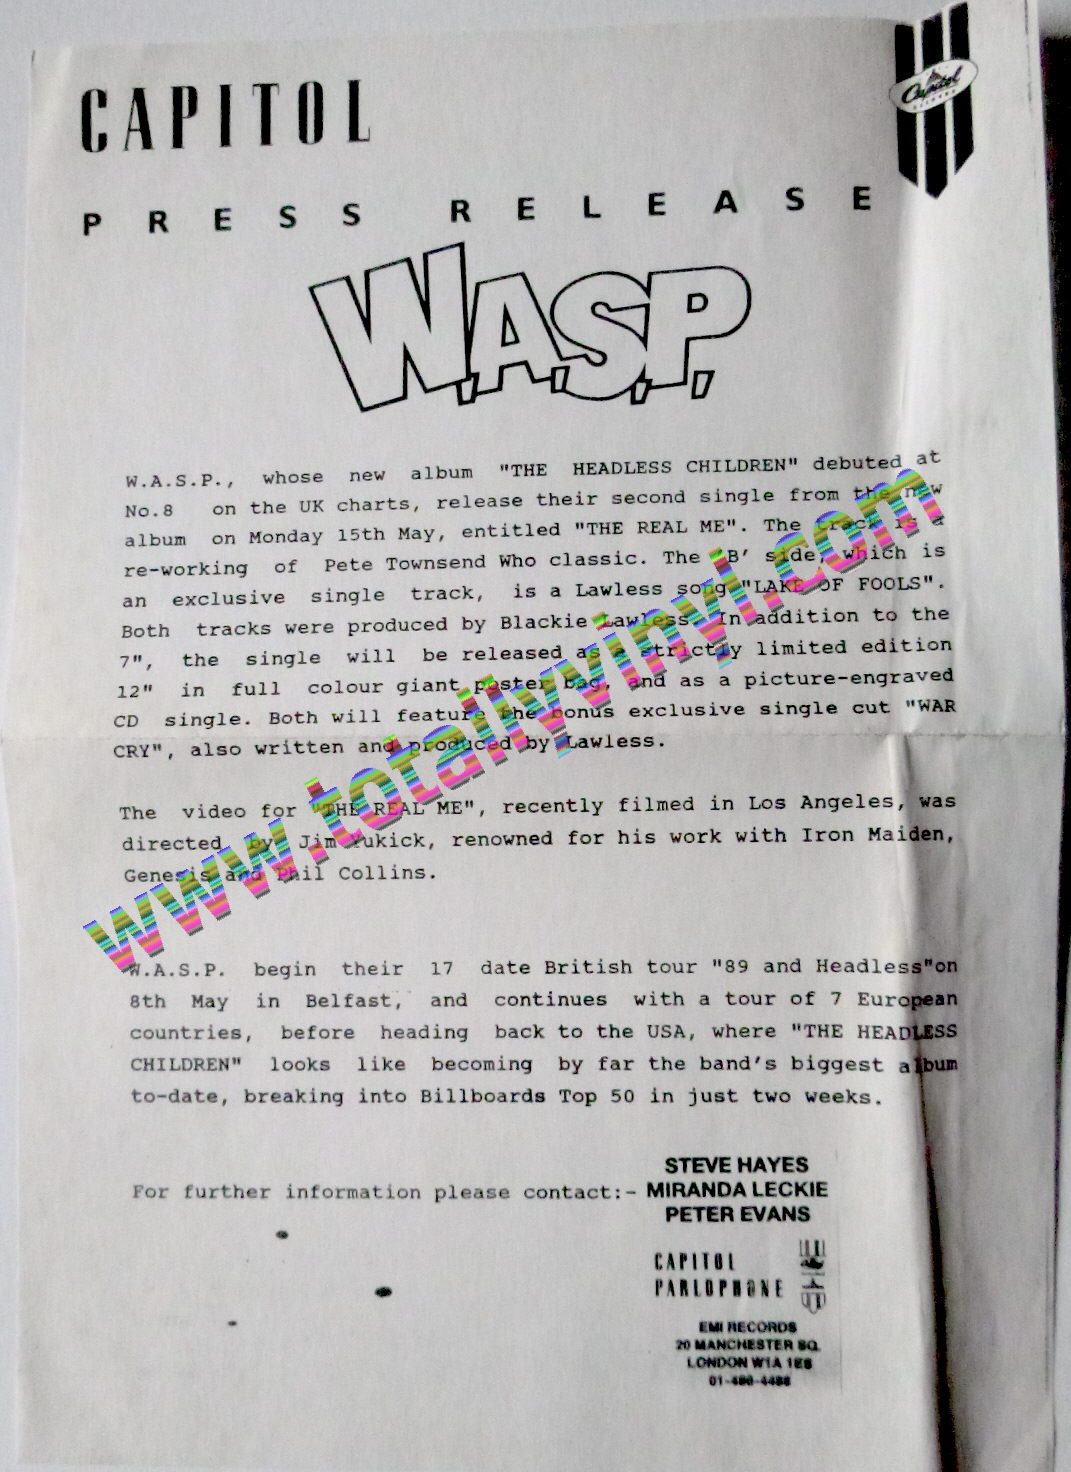 CAPITOL
Capitol
RECORDS
PRESS RELEASE
W.A.S.P.
W.A.S.P., whose new album "THE HEADLESS CHILDREN" debuted at
No.8 on the UK charts, release their second single from the new
album on Monday 15th May, entitled "THE REAL ME". The track is a
re-working of Pete Townsend Who classic. The 'B' side, which is
an exclusive single track, is a Lawless song "LAKE OF FOOLS".
Both tracks were produced by Blackie Lawless. In addition to the
7", the single will be released as a strictly limited edition
12" in full colour giant poster bag, and as a picture-engraved
CD single. Both will feature the bonus exclusive single cut "WAR
CRY", also written and produced by Lawless.
The video for "THE REAL ME", recently filmed in Los Angeles, was
directed by Jim Yukick, renowned for his work with Iron Maiden,
Genesis and Phil Collins.
www.totallyvinyl.com
W.A.S.P. begin their 17 date British tour "89 and Headless"on
8th May in Belfast, and continues with a tour of 7 European
countries, before heading back to the USA, where "THE HEADLESS
CHILDREN" looks like becoming by far the band's biggest album
to-date, breaking into Billboards Top 50 in just two weeks.
For further information please contact:- STEVE HAYES
MIRANDA LECKIE
PETER EVANS
CAPITOL
PARLOPHONE
EMI RECORDS
20 MANCHESTER SQ.
LONDON W1A 1ES